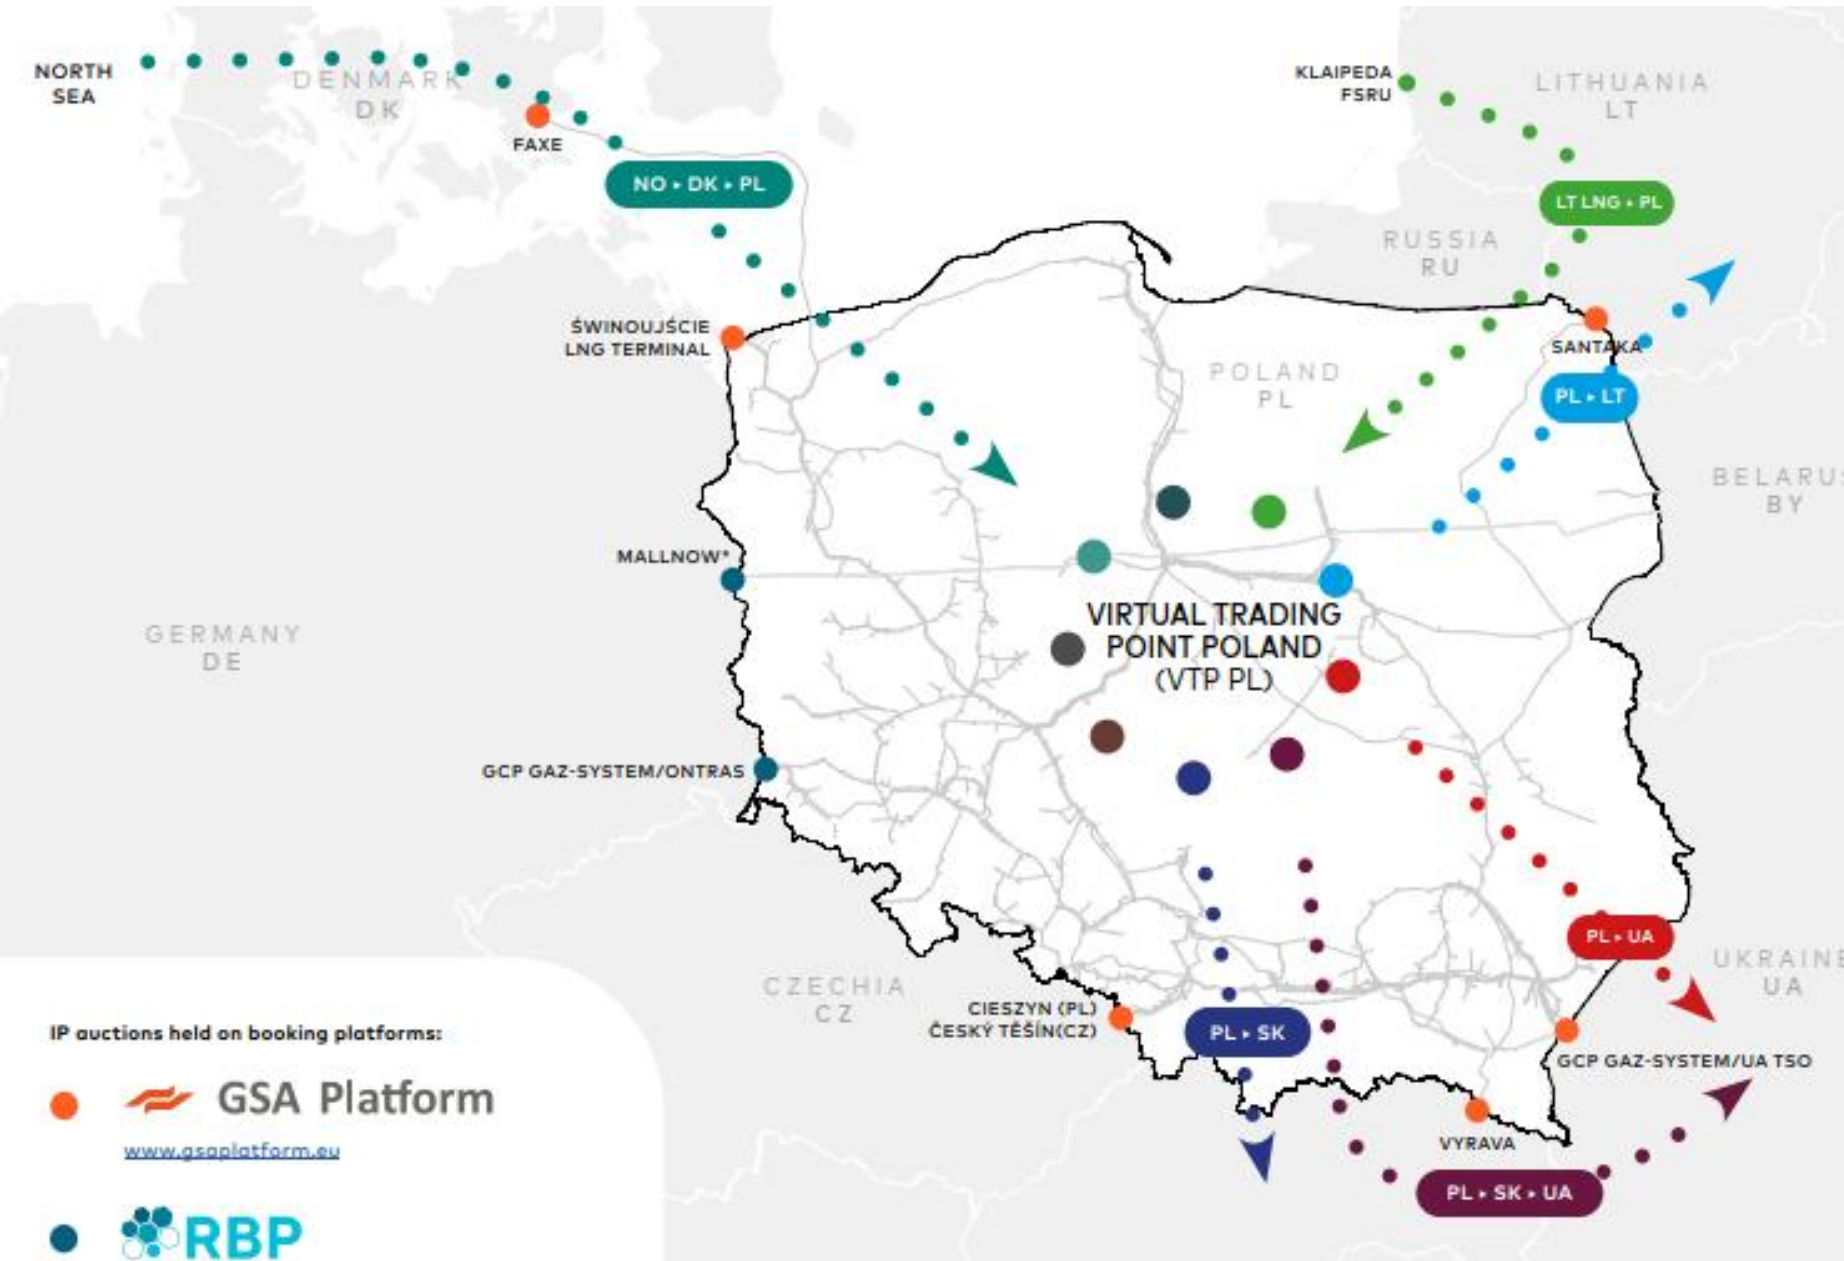 NORTH
SEA
DENMARK
DK
FAXE
NO ▸ DK ▸ PL
KLAIPEDA
FSRU
LITHUANIA
LT
LT LNG ▸ PL
RUSSIA
RU
ŚWINOUJŚCIE
LNG TERMINAL
SANTAKA
POLAND
PL
PL ▸ LT
BELARUS
BY
MALLNOW*
VIRTUAL TRADING
POINT POLAND
(VTP PL)
GERMANY
DE
GCP GAZ-SYSTEM/ONTRAS
PL ▸ UA
UKRAINE
UA
CZECHIA
CZ
CIESZYN (PL)
ČESKÝ TĚŠÍN(CZ)
PL ▸ SK
GCP GAZ-SYSTEM/UA TSO
VYRAVA
PL ▸ SK ▸ UA
IP auctions held on booking platforms:
GSA Platform
www.gsaplatform.eu
RBP